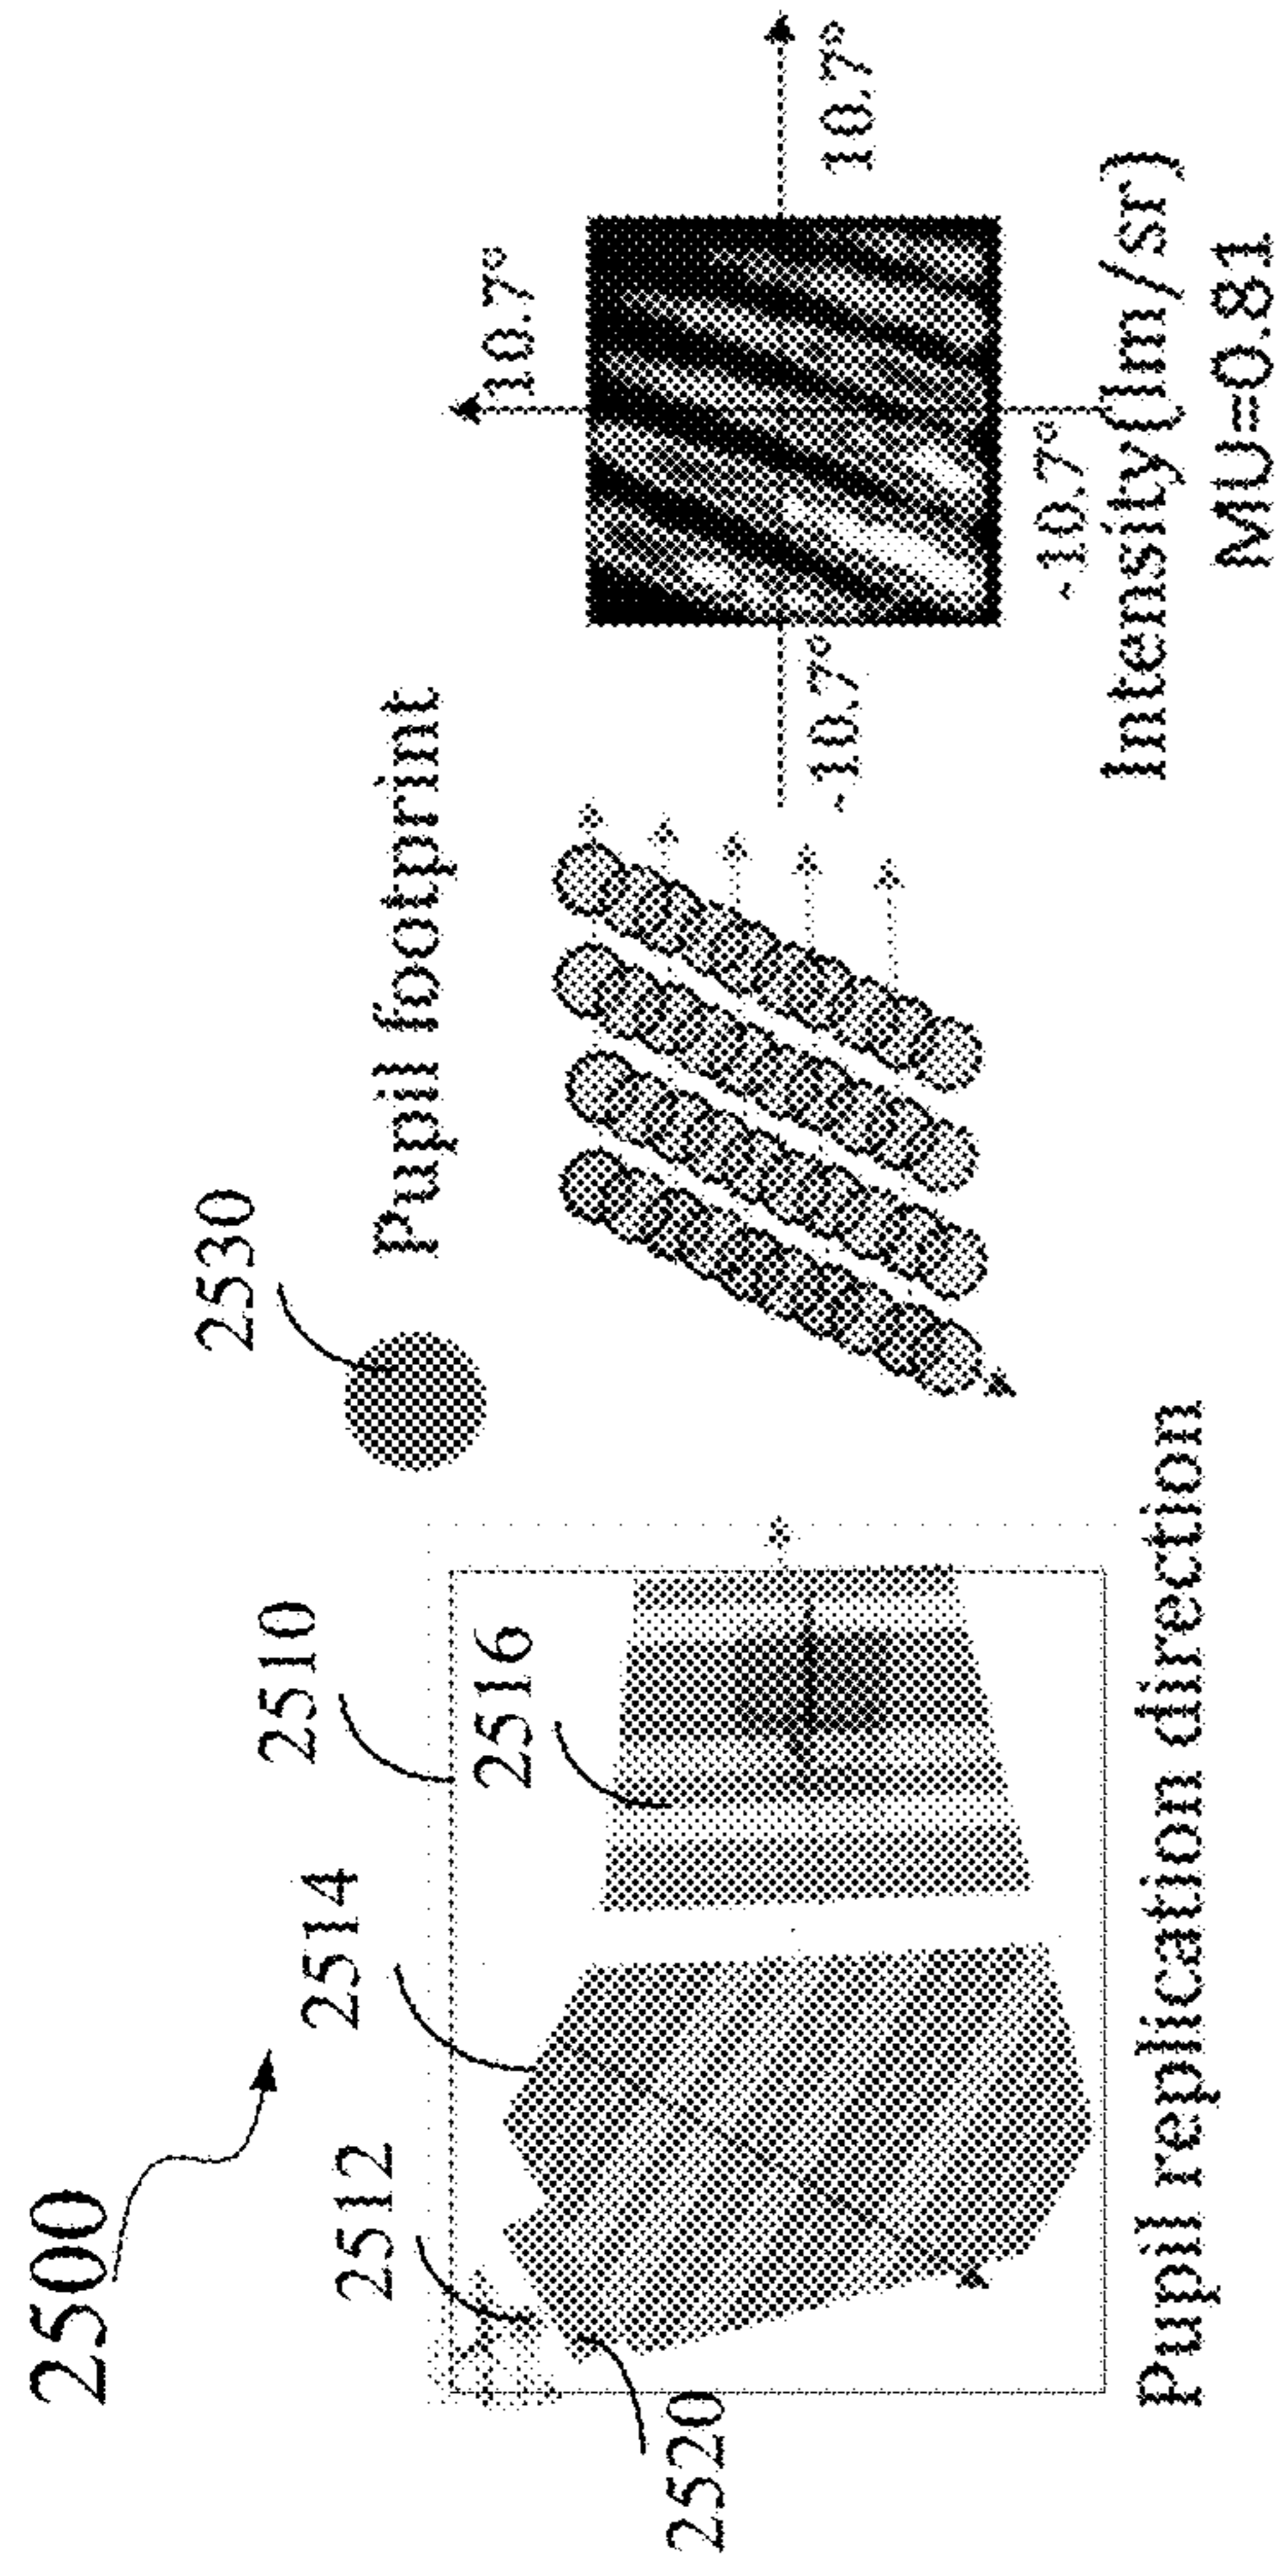 2500
2510
2512
2514
2516
2520
2530
Pupil replication direction
Pupil footprint
10.7°
10.7°
-10.7°
-10.7°
Intensity(lm/sr)
MU=0.81